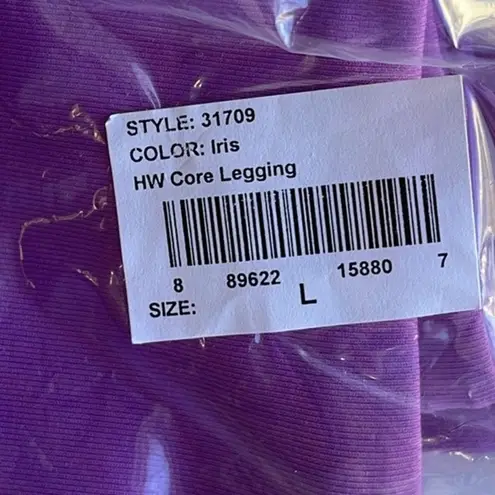 STYLE: 31709
COLOR: Iris
HW Core Legging
8 89622 15880 7
SIZE: L